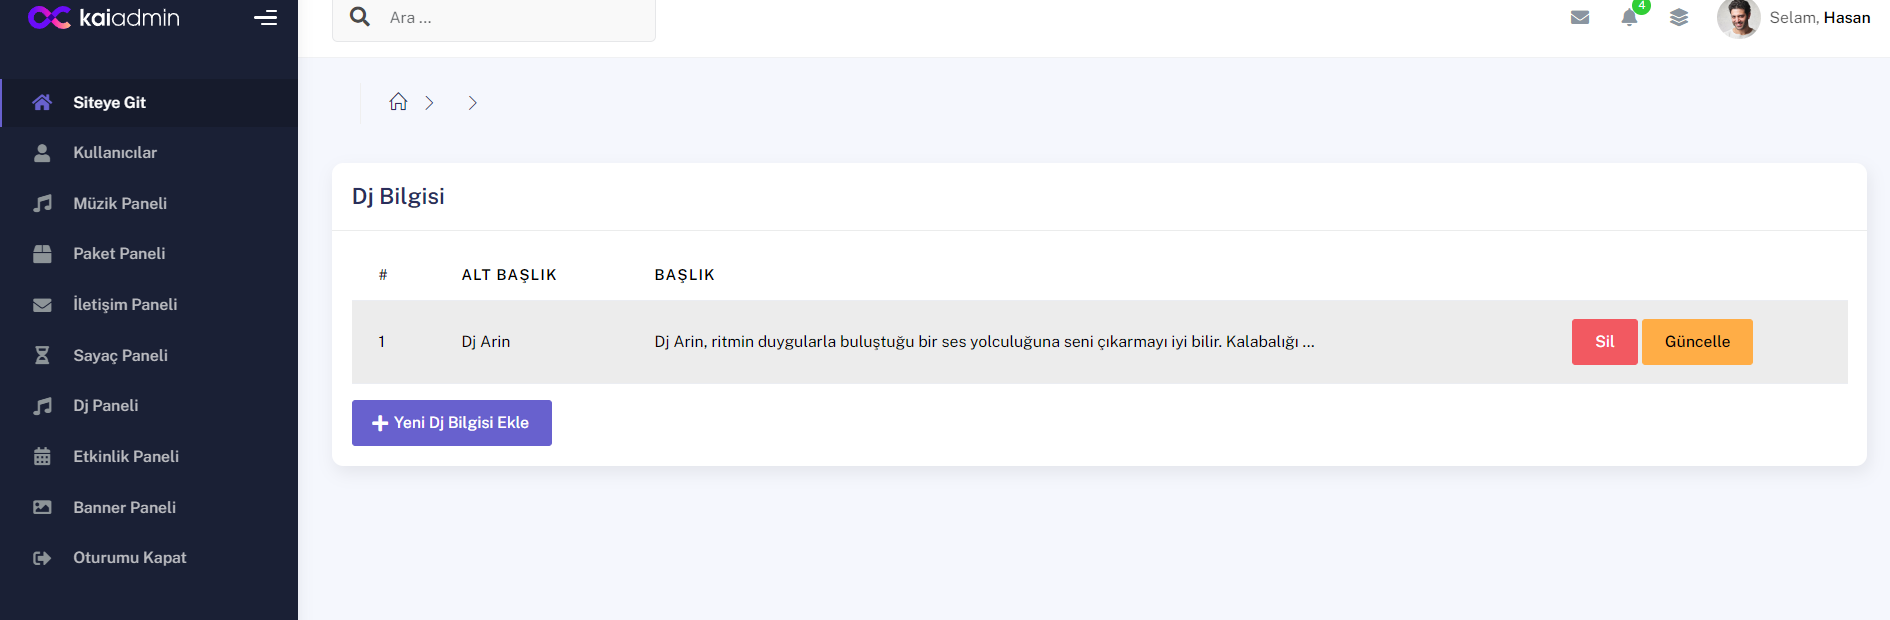 kaiadmin
Ara ...
4
Selam, Hasan
Siteye Git
Kullanıcılar
Müzik Paneli
Paket Paneli
İletişim Paneli
Sayaç Paneli
Dj Paneli
Etkinlik Paneli
Banner Paneli
Oturumu Kapat
Dj Bilgisi
# ALT BAŞLIK BAŞLIK
1 Dj Arin Dj Arin, ritmin duygularla buluştuğu bir ses yolculuğuna seni çıkarmayı iyi bilir. Kalabalığı ... Sil Güncelle
Yeni Dj Bilgisi Ekle